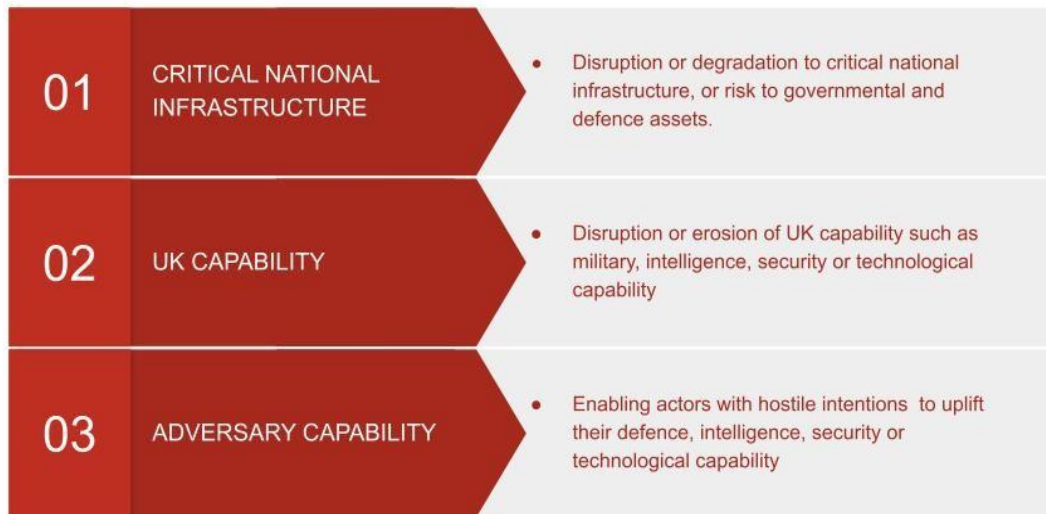 01
CRITICAL NATIONAL
INFRASTRUCTURE
● Disruption or degradation to critical national
infrastructure, or risk to governmental and
defence assets.
02
UK CAPABILITY
● Disruption or erosion of UK capability such as
military, intelligence, security or technological
capability
03
ADVERSARY CAPABILITY
● Enabling actors with hostile intentions  to uplift
their defence, intelligence, security or
technological capability